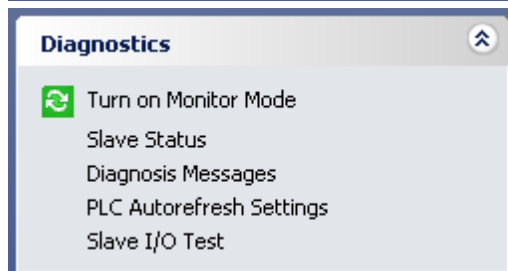 Diagnostics
Turn on Monitor Mode
Slave Status
Diagnosis Messages
PLC Autorefresh Settings
Slave I/O Test